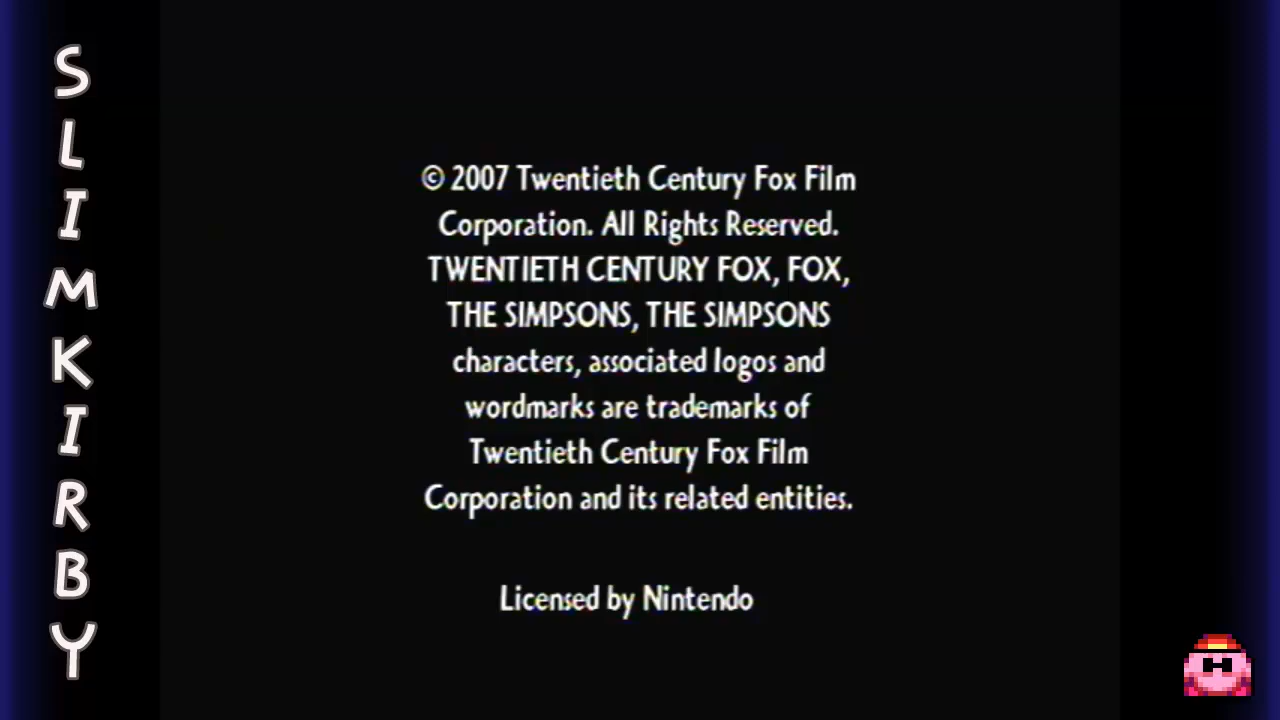 SLIMKIRBY
© 2007 Twentieth Century Fox Film
Corporation. All Rights Reserved.
TWENTIETH CENTURY FOX, FOX,
THE SIMPSONS, THE SIMPSONS
characters, associated logos and
wordmarks are trademarks of
Twentieth Century Fox Film
Corporation and its related entities.
Licensed by Nintendo